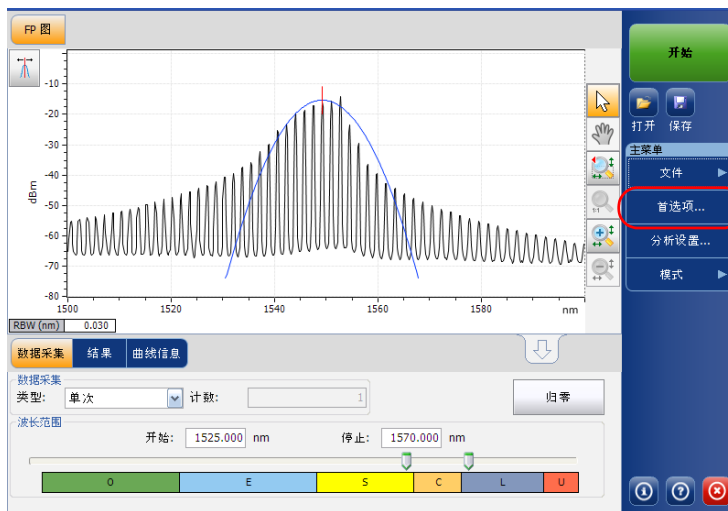 FP 图
dBm
-10
-20
-30
-40
-50
-60
-70
-80
1500
1520
1540
1560
1580
nm
RBW (nm) 0.030
1:1
数据采集 结果 曲线信息
数据采集
类型: 单次 计数: 1
归零
波长范围
开始: 1525.000 nm 停止: 1570.000 nm
O E S C L U
开始
打开 保存
主菜单
文件
首选项...
分析设置...
模式